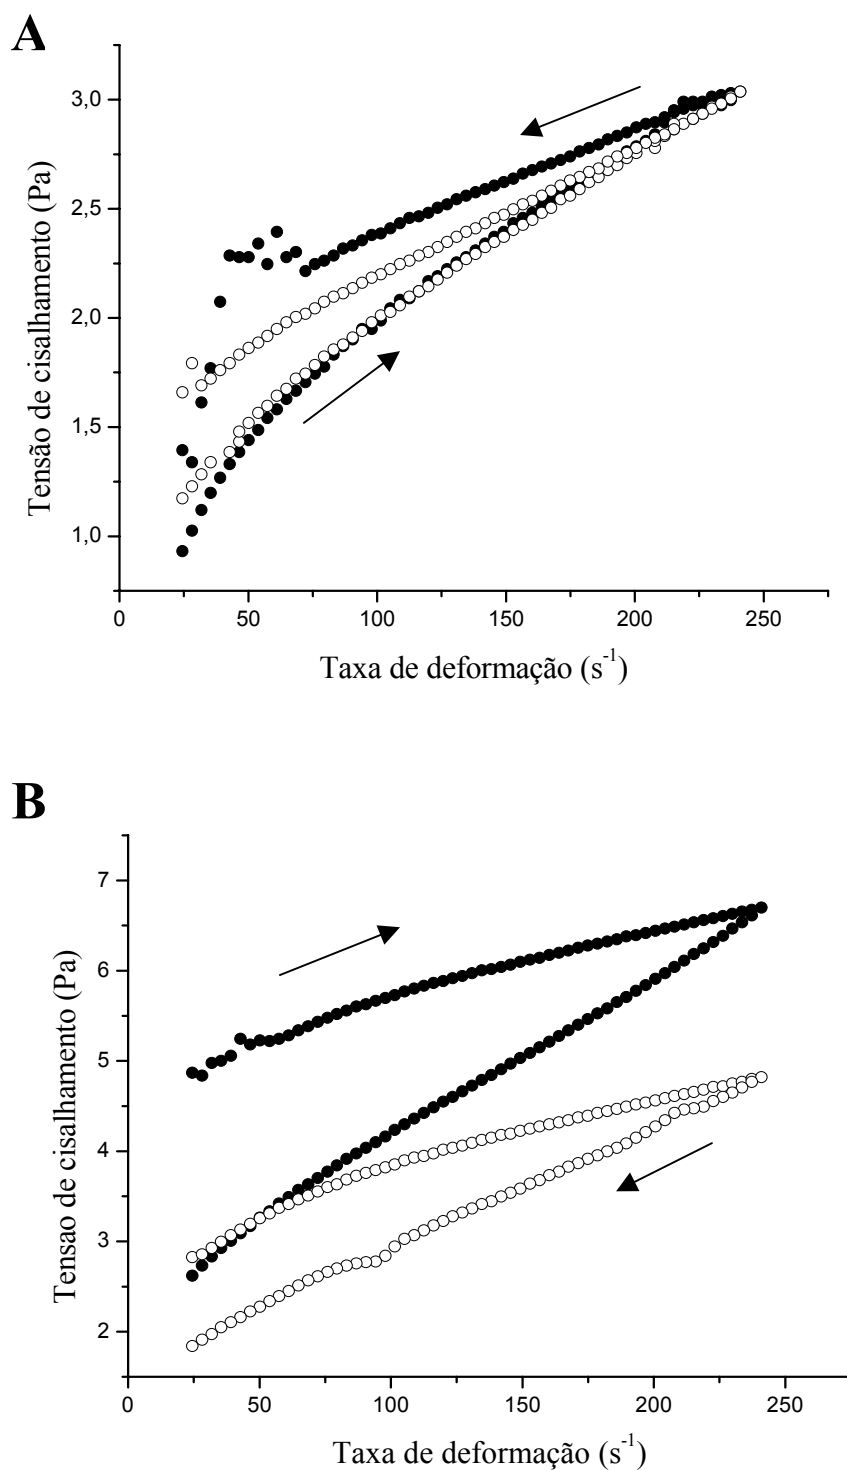 A
3,0
2,5
2,0
1,5
1,0
Tensão de cisalhamento (Pa)
0 50 100 150 200 250
Taxa de deformação (s⁻¹)
B
7
6
5
4
3
2
Tensao de cisalhamento (Pa)
0 50 100 150 200 250
Taxa de deformação (s⁻¹)